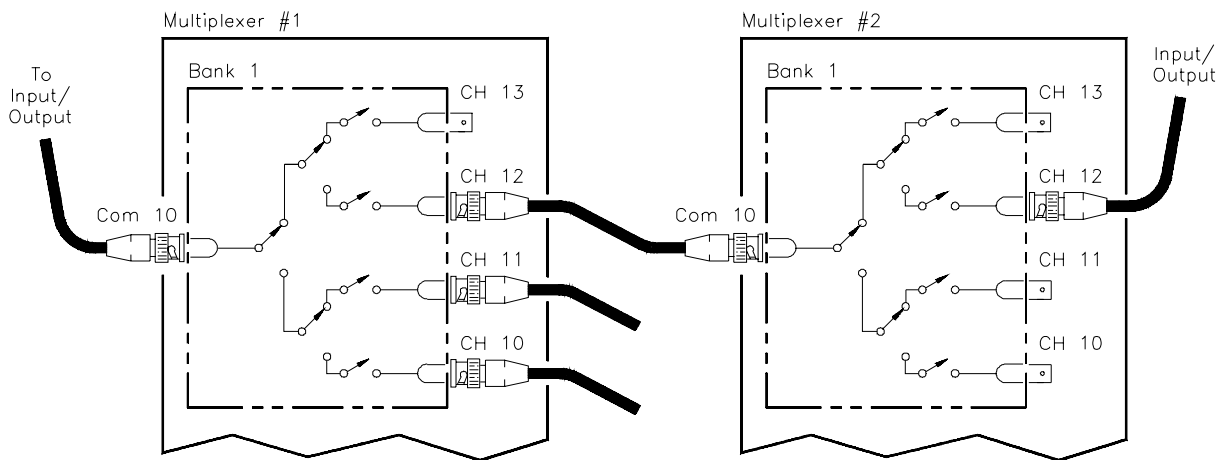 Multiplexer #1
To
Input/
Output
Bank 1
CH 13
CH 12
Com 10
CH 11
CH 10
Multiplexer #2
Input/
Output
Bank 1
CH 13
CH 12
Com 10
CH 11
CH 10